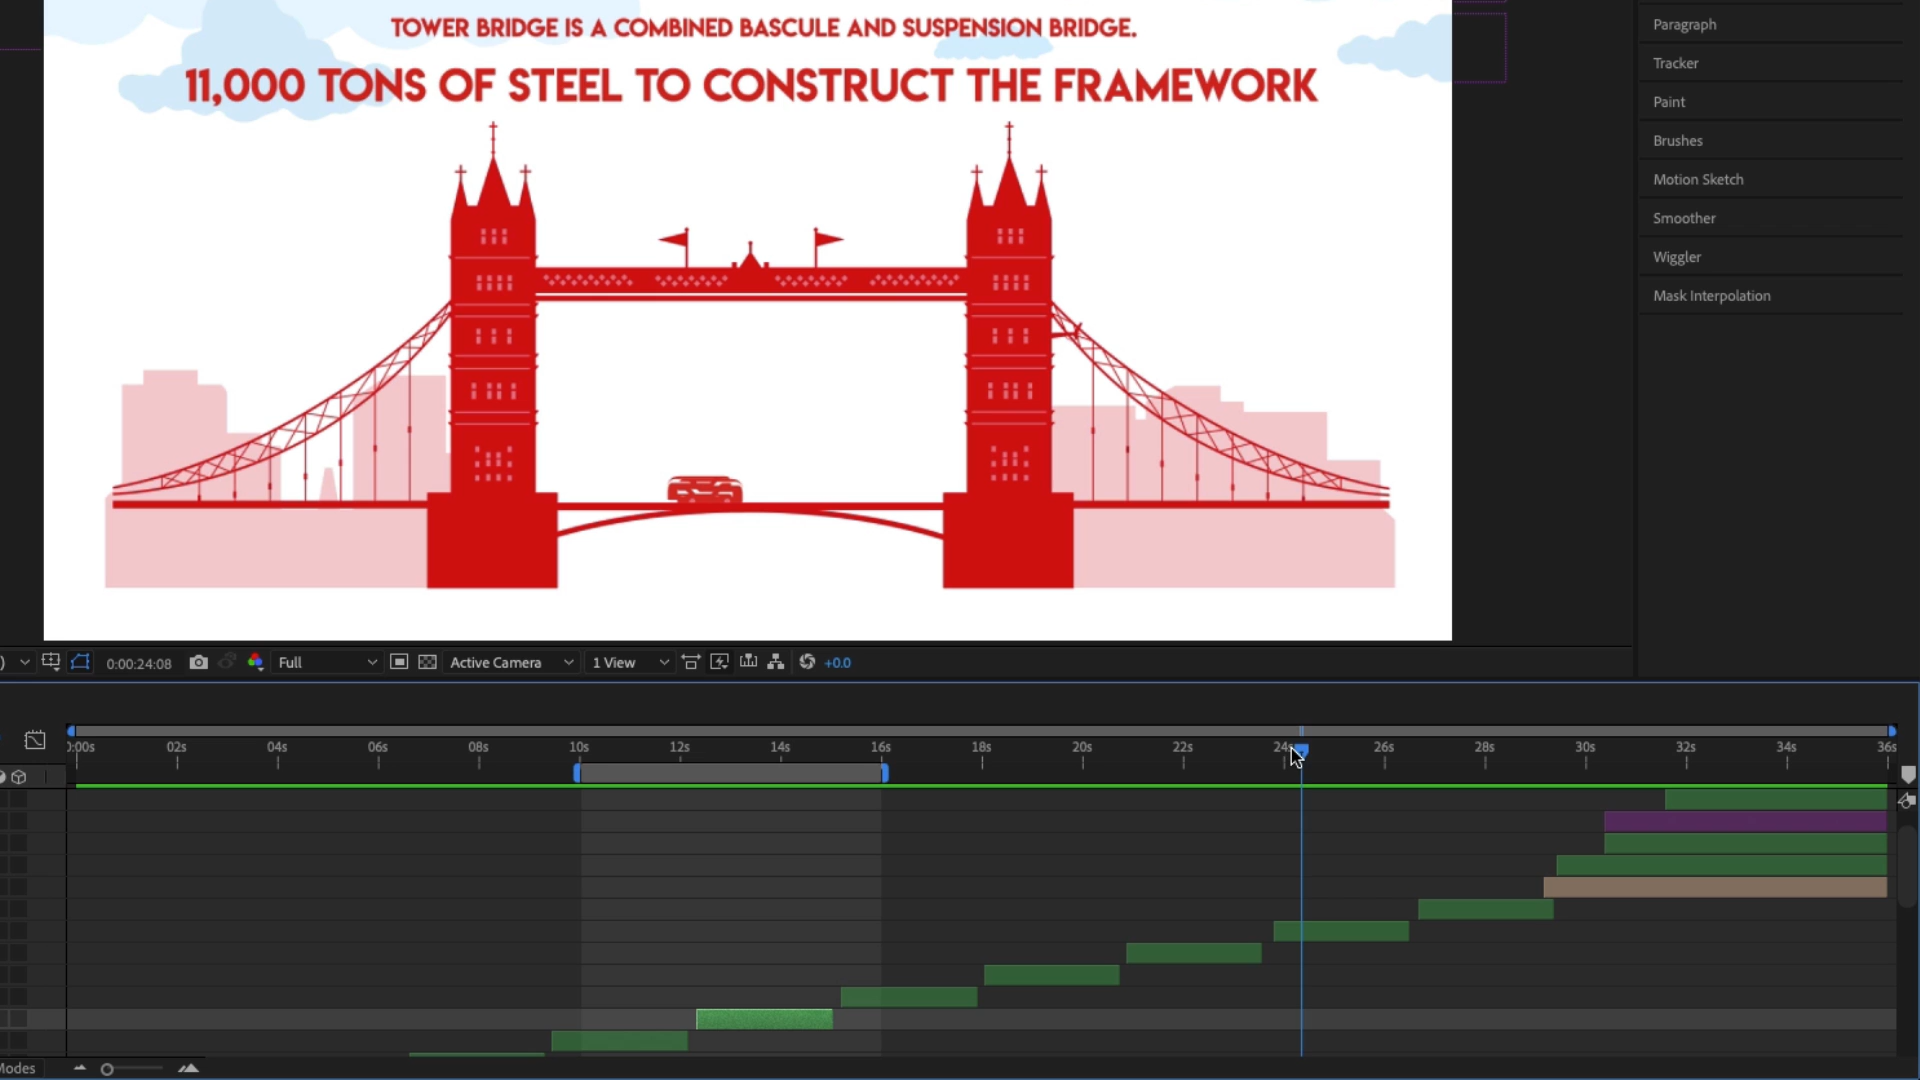 TOWER BRIDGE IS A COMBINED BASCULE AND SUSPENSION BRIDGE.
11,000 TONS OF STEEL TO CONSTRUCT THE FRAMEWORK
Paragraph
Tracker
Paint
Brushes
Motion Sketch
Smoother
Wiggler
Mask Interpolation
) 0:00:24:08 Full Active Camera 1 View +0.0
0:00s 02s 04s 06s 08s 10s 12s 14s 16s 18s 20s 22s 24s 26s 28s 30s 32s 34s 36s
Modes